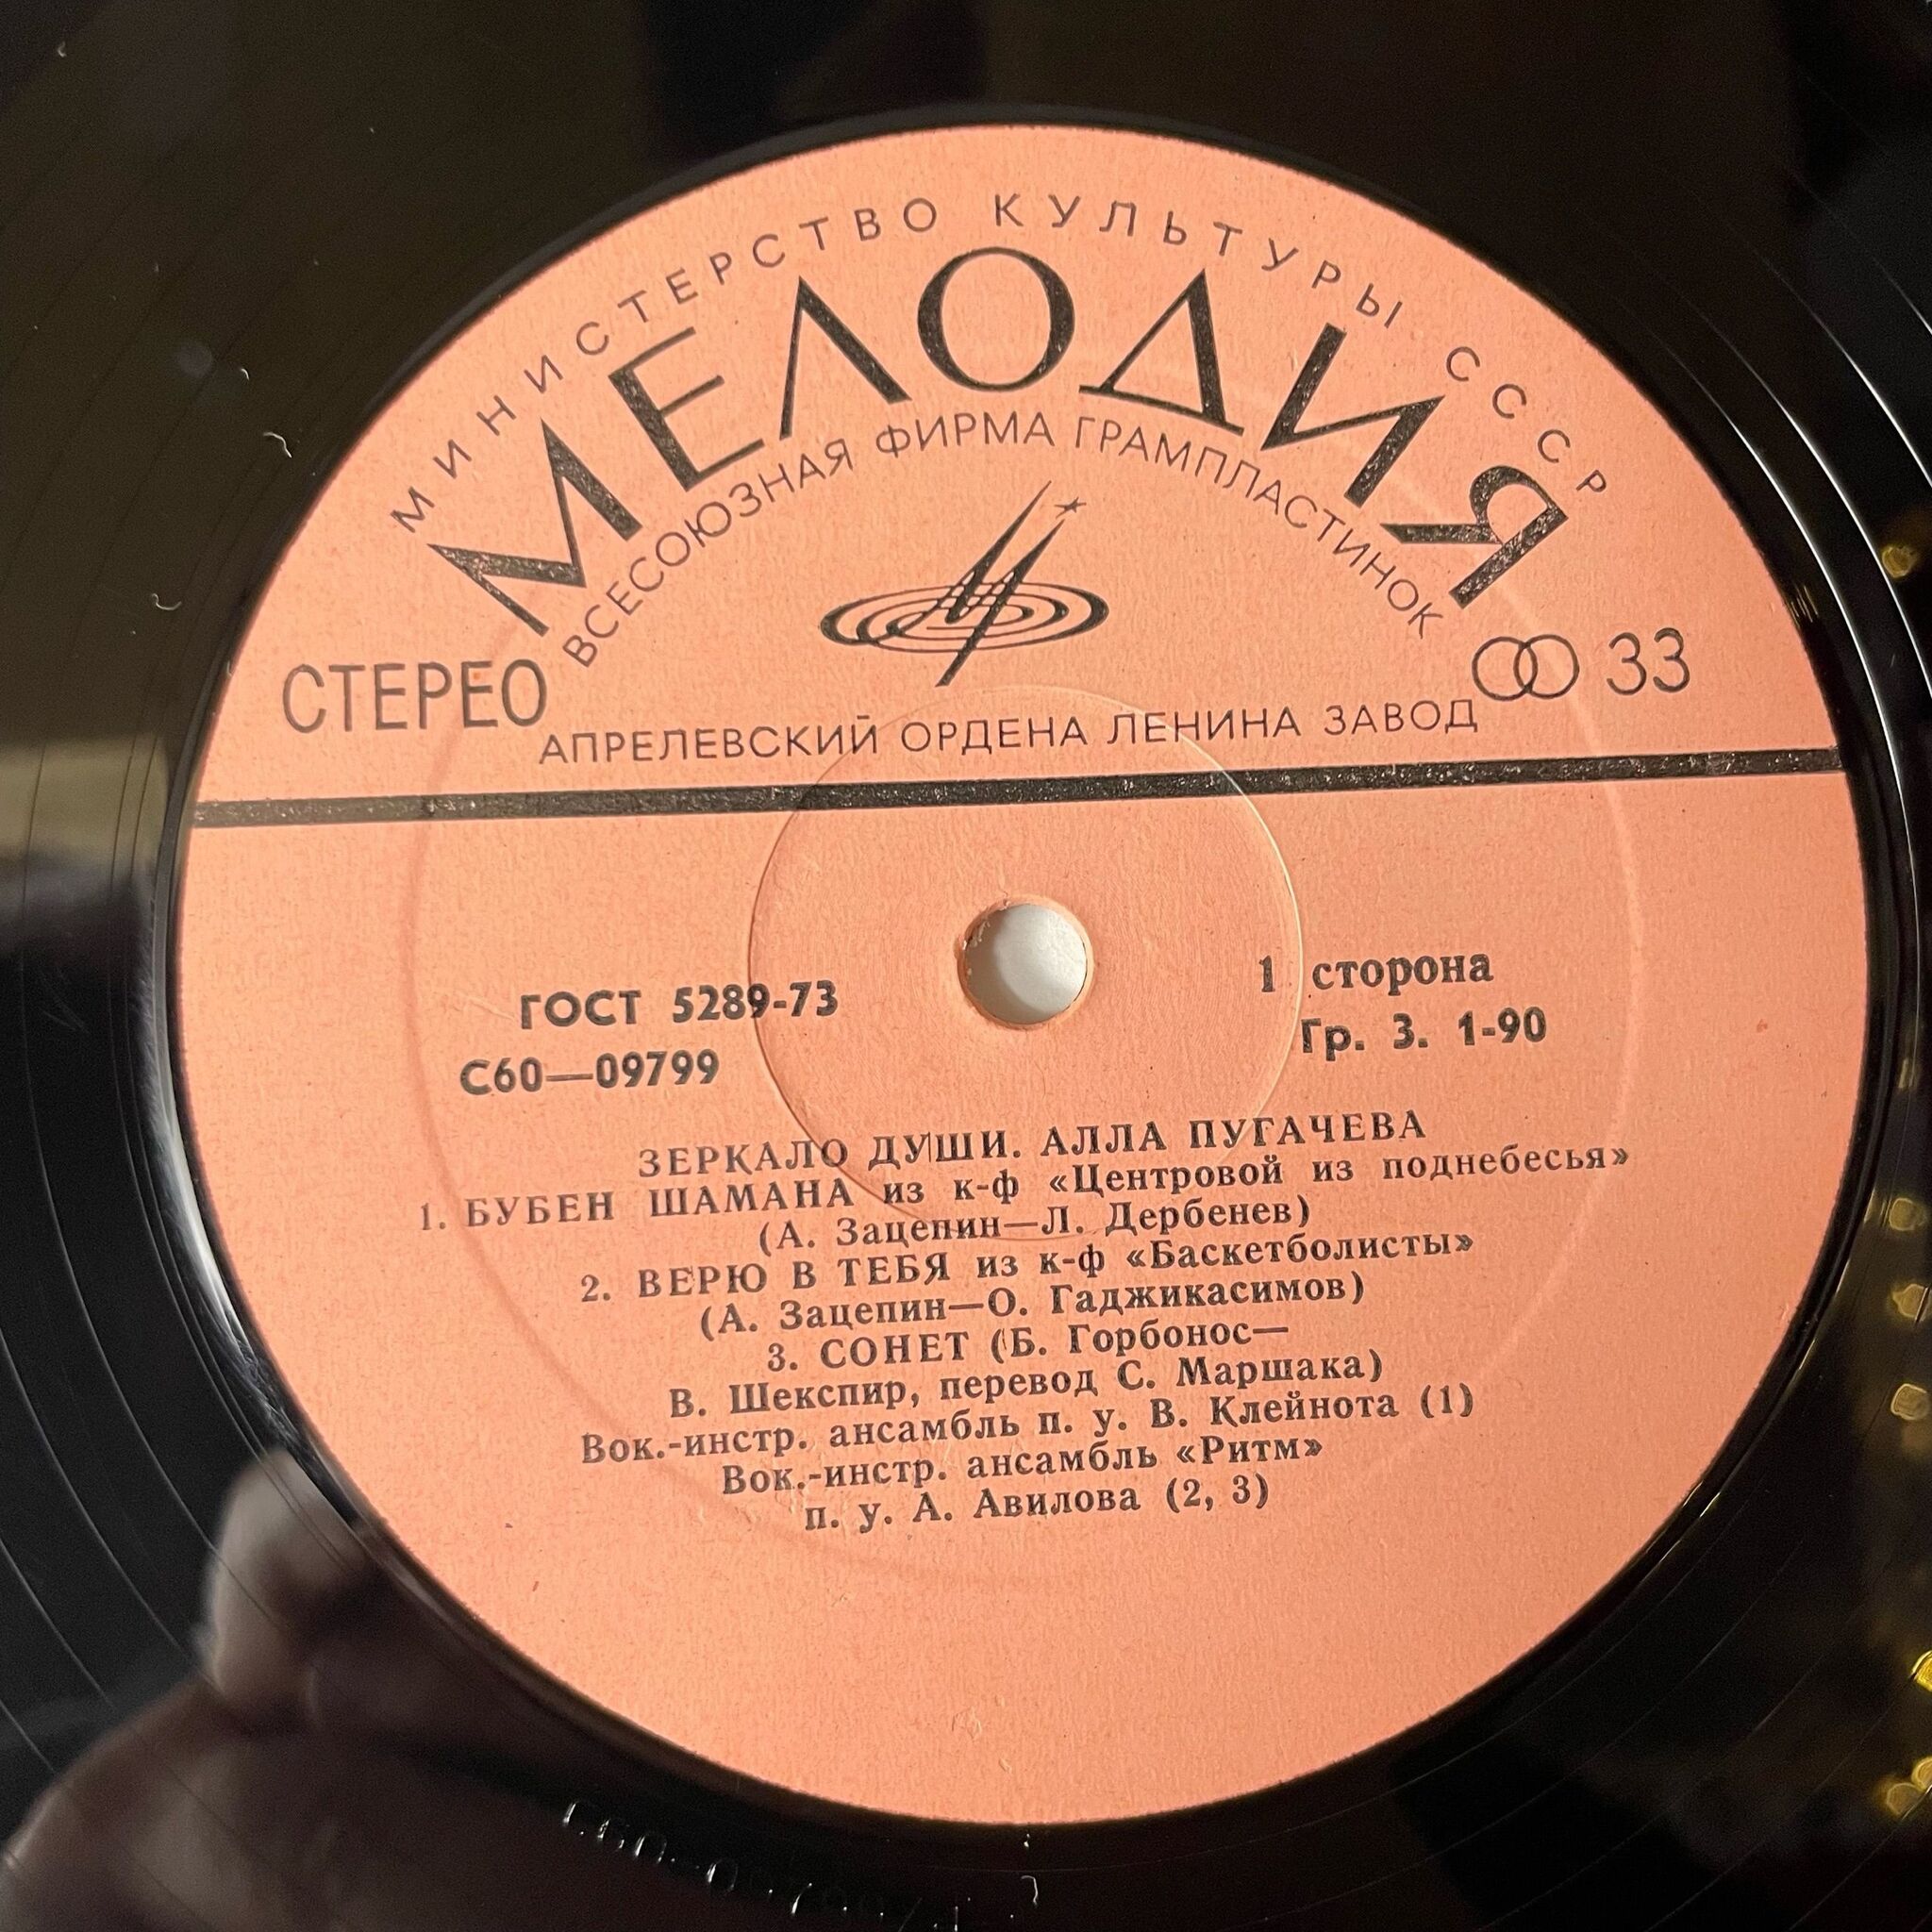 МИНИСТЕРСТВО КУЛЬТУРЫ СССР
МЕЛОДИЯ
ВСЕСОЮЗНАЯ ФИРМА ГРАМПЛАСТИНОК
СТЕРЕО
33
АПРЕЛЕВСКИЙ ОРДЕНА ЛЕНИНА ЗАВОД
ГОСТ 5289-73
С60—09799
1 сторона
Гр. 3. 1-90
ЗЕРКАЛО ДУШИ. АЛЛА ПУГАЧЕВА
1. БУБЕН ШАМАНА из к-ф «Центровой из поднебесья»
(А. Зацепин—Л. Дербенев)
2. ВЕРЮ В ТЕБЯ из к-ф «Баскетболисты»
(А. Зацепин—О. Гаджикасимов)
3. СОНЕТ (Б. Горбонос—
В. Шекспир, перевод С. Маршака)
Вок.-инстр. ансамбль п. у. В. Клейнота (1)
Вок.-инстр. ансамбль «Ритм»
п. у. А. Авилова (2, 3)